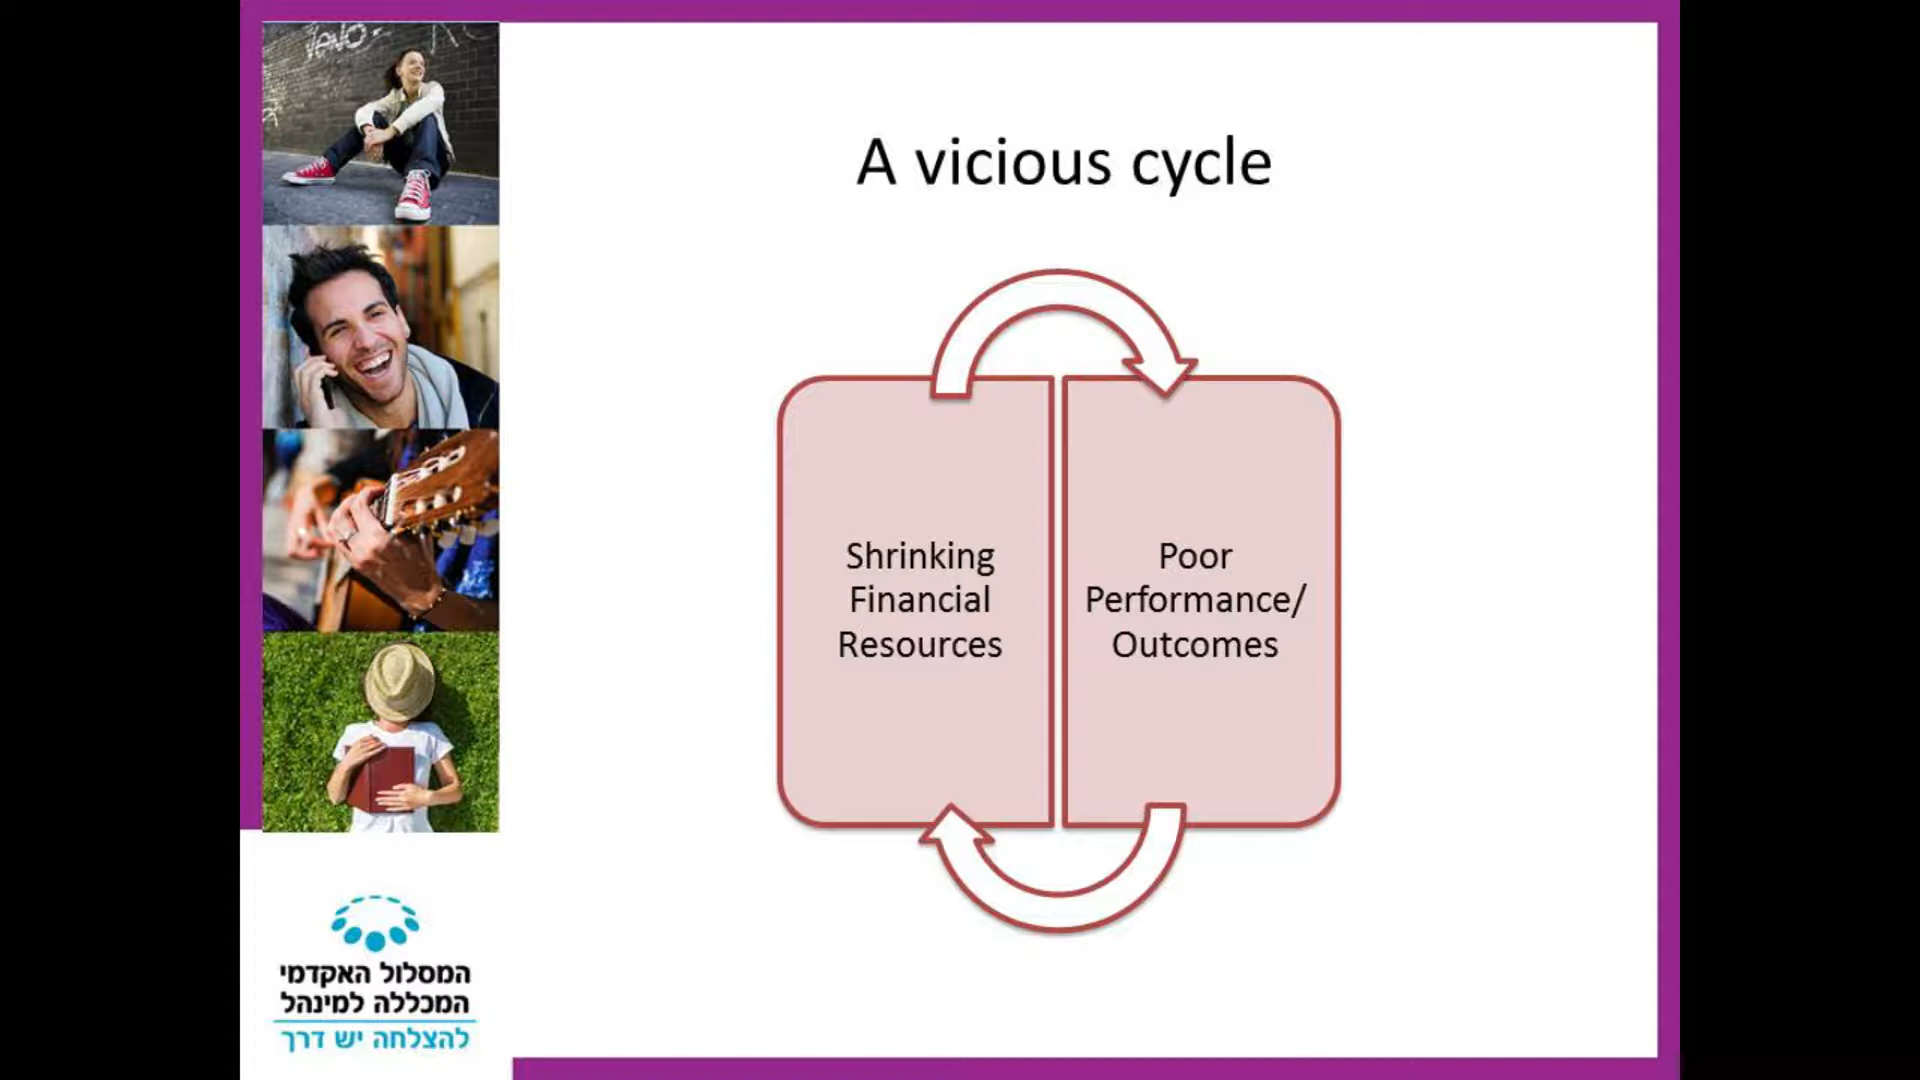 A vicious cycle
Shrinking
Financial
Resources
Poor
Performance/
Outcomes
המסלול האקדמי
המכללה למינהל
להצלחה יש דרך